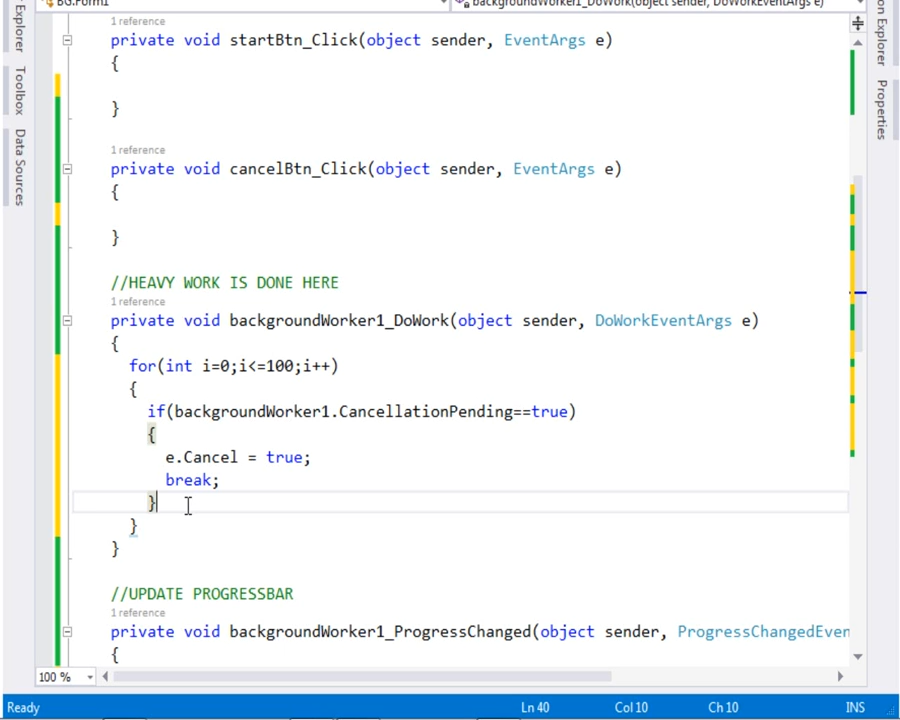 BG.Form1
backgroundWorker1_DoWork(object sender, DoWorkEventArgs e)
Explorer
Toolbox
Data Sources
Explorer
Properties
1 reference
private void startBtn_Click(object sender, EventArgs e)
{
}
1 reference
private void cancelBtn_Click(object sender, EventArgs e)
{
}
//HEAVY WORK IS DONE HERE
1 reference
private void backgroundWorker1_DoWork(object sender, DoWorkEventArgs e)
{
for(int i=0;i<=100;i++)
{
if(backgroundWorker1.CancellationPending==true)
{
e.Cancel = true;
break;
}
}
}
//UPDATE PROGRESSBAR
1 reference
private void backgroundWorker1_ProgressChanged(object sender, ProgressChangedEven
{
100 %
Ready
Ln 40
Col 10
Ch 10
INS